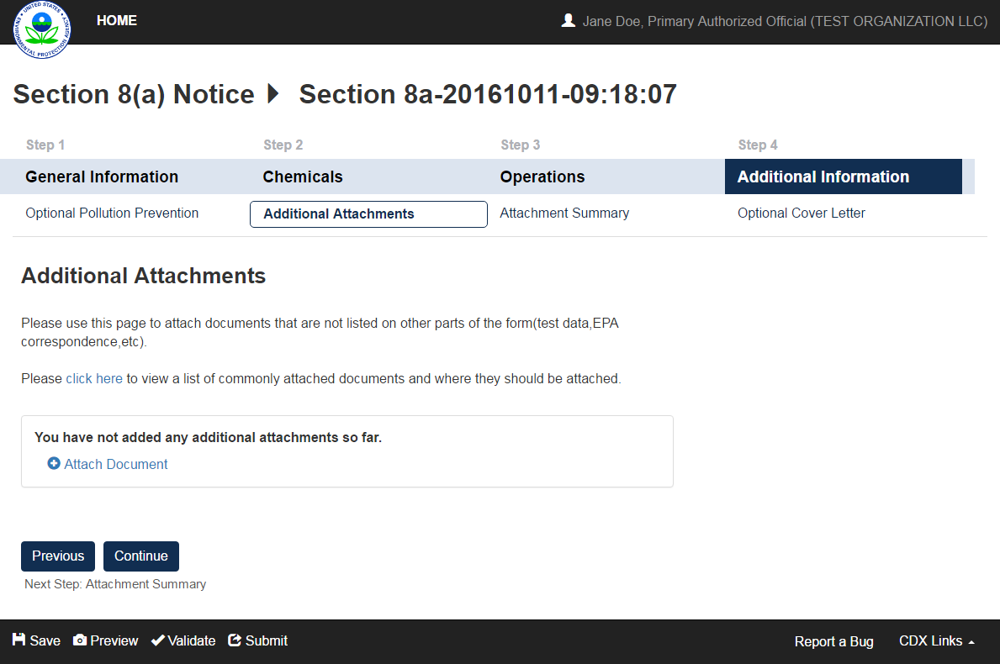 UNITED STATES
ENVIRONMENTAL PROTECTION AGENCY
HOME
Jane Doe, Primary Authorized Official (TEST ORGANIZATION LLC)
Section 8(a) Notice Section 8a-20161011-09:18:07
Step 1 Step 2 Step 3 Step 4
General Information Chemicals Operations Additional Information
Optional Pollution Prevention Additional Attachments Attachment Summary Optional Cover Letter
Additional Attachments
Please use this page to attach documents that are not listed on other parts of the form(test data,EPA
correspondence,etc).
Please click here to view a list of commonly attached documents and where they should be attached.
You have not added any additional attachments so far.
Attach Document
Previous Continue
Next Step: Attachment Summary
Save Preview Validate Submit Report a Bug CDX Links